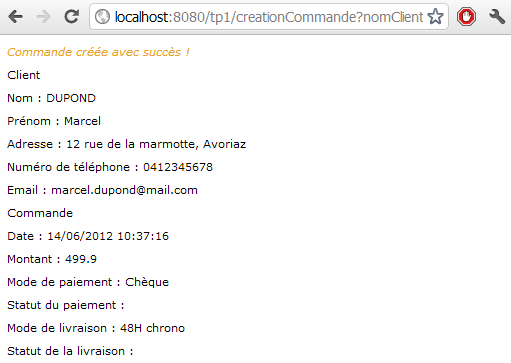 localhost:8080/tp1/creationCommande?nomClient
Commande créée avec succès !
Client
Nom : DUPOND
Prénom : Marcel
Adresse : 12 rue de la marmotte, Avoriaz
Numéro de téléphone : 0412345678
Email : marcel.dupond@mail.com
Commande
Date : 14/06/2012 10:37:16
Montant : 499.9
Mode de paiement : Chèque
Statut du paiement :
Mode de livraison : 48H chrono
Statut de la livraison :